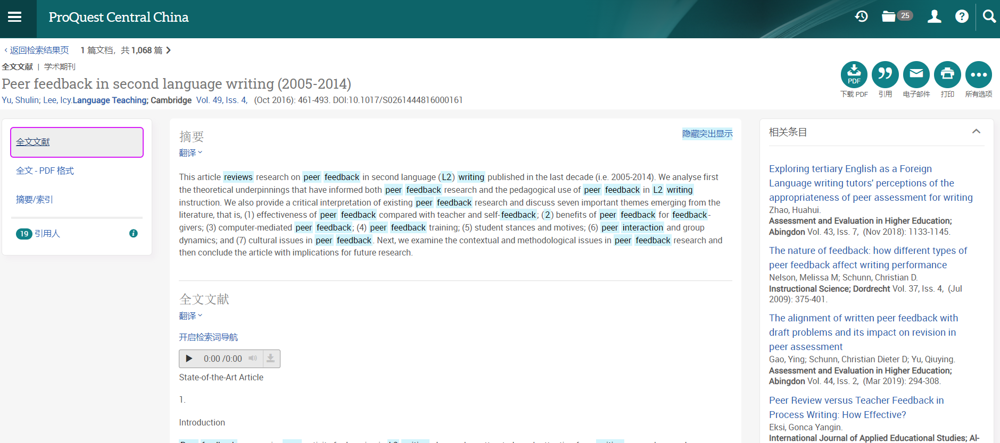 ProQuest Central China
25
返回检索结果页 1 篇文档，共 1,068 篇
全文文献 | 学术期刊
Peer feedback in second language writing (2005-2014)
Yu, Shulin; Lee, Icy.Language Teaching; Cambridge Vol. 49, Iss. 4, (Oct 2016): 461-493. DOI:10.1017/S0261444816000161
PDF
下载 PDF 引用 电子邮件 打印 所有选项
全文文献
全文 - PDF 格式
摘要/索引
19 引用人
摘要
隐藏突出显示
翻译
This article reviews research on peer feedback in second language (L2) writing published in the last decade (i.e. 2005-2014). We analyse first
the theoretical underpinnings that have informed both peer feedback research and the pedagogical use of peer feedback in L2 writing
instruction. We also provide a critical interpretation of existing peer feedback research and discuss seven important themes emerging from the
literature, that is, (1) effectiveness of peer feedback compared with teacher and self-feedback; (2) benefits of peer feedback for feedback-
givers; (3) computer-mediated peer feedback; (4) peer feedback training; (5) student stances and motives; (6) peer interaction and group
dynamics; and (7) cultural issues in peer feedback. Next, we examine the contextual and methodological issues in peer feedback research and
then conclude the article with implications for future research.
全文文献
翻译
开启检索词导航
0:00 /0:00
State-of-the-Art Article
1.
Introduction
相关条目
Exploring tertiary English as a Foreign
Language writing tutors' perceptions of the
appropriateness of peer assessment for writing
Zhao, Huahui.
Assessment and Evaluation in Higher Education;
Abingdon Vol. 43, Iss. 7, (Nov 2018): 1133-1145.
The nature of feedback: how different types of
peer feedback affect writing performance
Nelson, Melissa M; Schunn, Christian D.
Instructional Science; Dordrecht Vol. 37, Iss. 4, (Jul
2009): 375-401.
The alignment of written peer feedback with
draft problems and its impact on revision in
peer assessment
Gao, Ying; Schunn, Christian Dieter D; Yu, Qiuying.
Assessment and Evaluation in Higher Education;
Abingdon Vol. 44, Iss. 2, (Mar 2019): 294-308.
Peer Review versus Teacher Feedback in
Process Writing: How Effective?
Eksi, Gonca Yangin.
International Journal of Applied Educational Studies; Al-